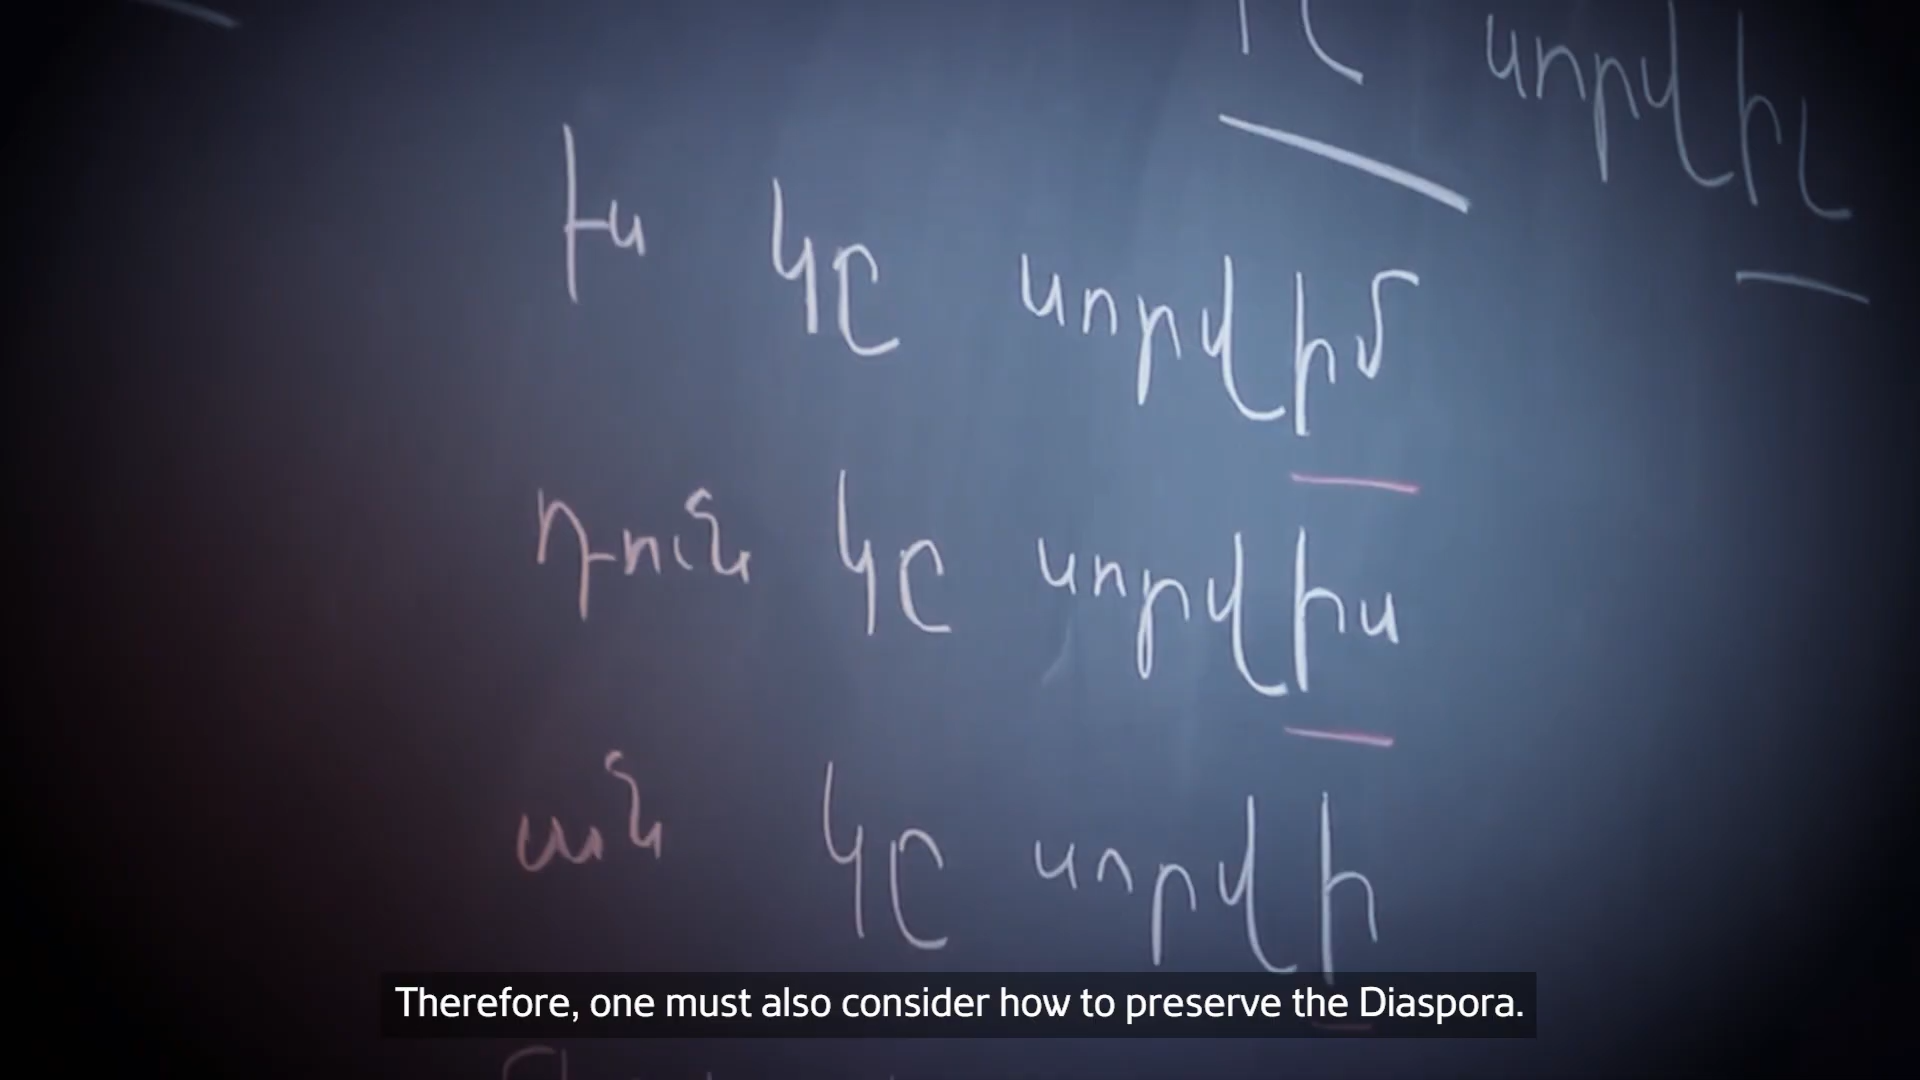 սորվիլ
ես կը սորվիմ
դուն կը սորվիս
ան կը սորվի
Therefore, one must also consider how to preserve the Diaspora.